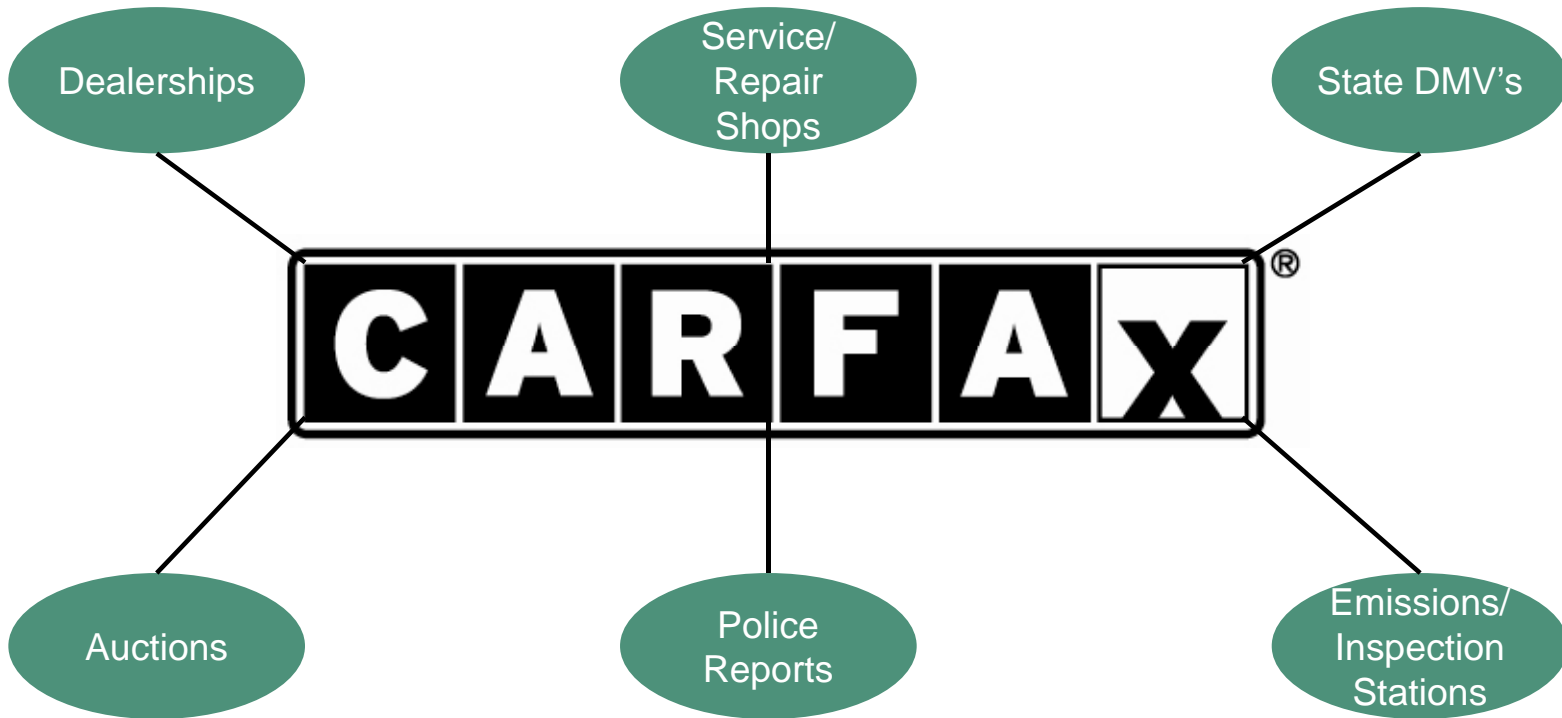 Dealerships
Service/
Repair
Shops
State DMV’s
CARFAX®
Auctions
Police
Reports
Emissions/
Inspection
Stations